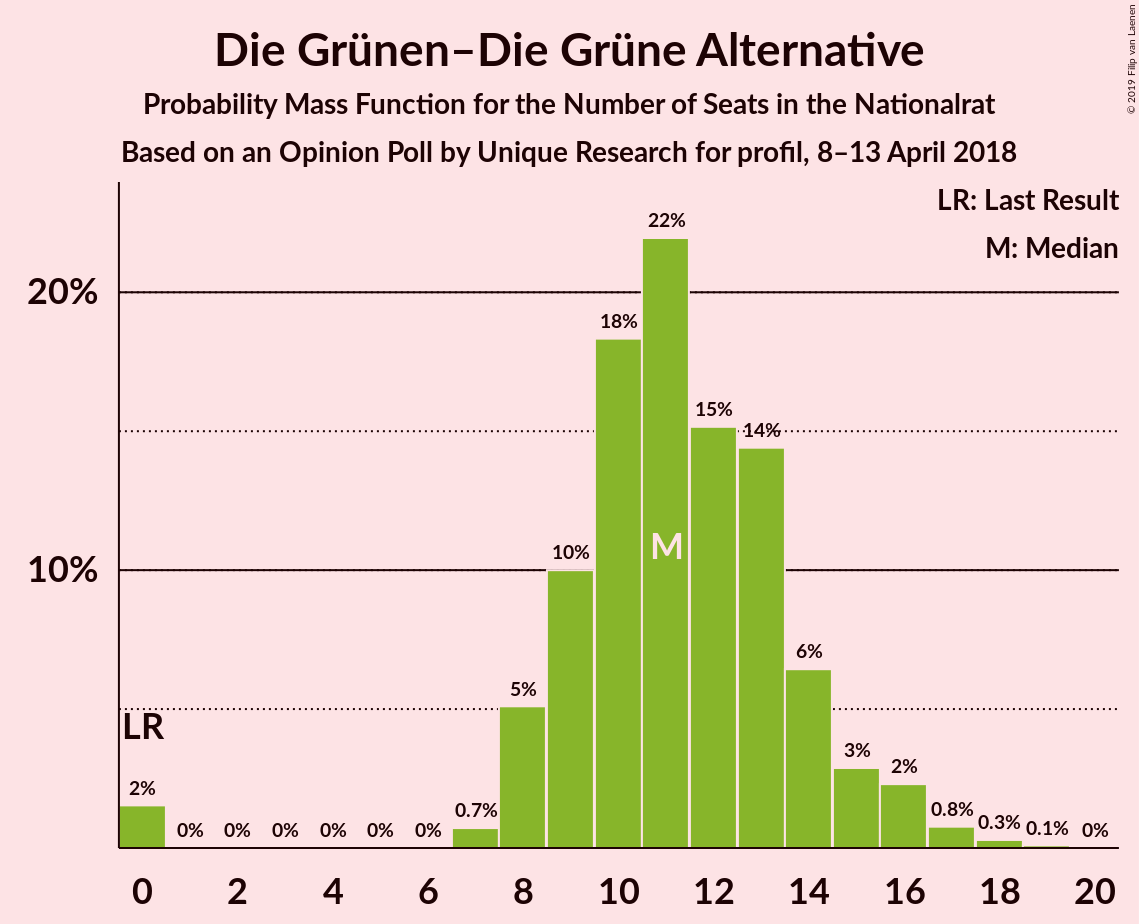 Die Grünen–Die Grüne Alternative
Probability Mass Function for the Number of Seats in the Nationalrat
Based on an Opinion Poll by Unique Research for profil, 8–13 April 2018
© 2019 Filip van Laenen
LR: Last Result
M: Median
22%
20%
18%
15%
14%
10%
10%
M
6%
5%
LR
3%
2%
2%
0%
0%
0%
0%
0%
0%
0.7%
0.8%
0.3%
0.1%
0%
0 2 4 6 8 10 12 14 16 18 20